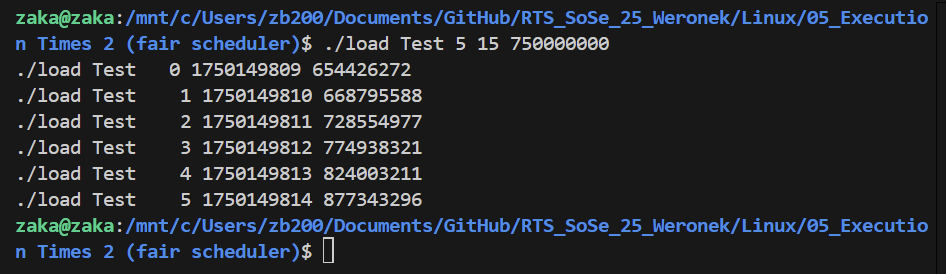 zaka@zaka:/mnt/c/Users/zb200/Documents/GitHub/RTS_SoSe_25_Weronek/Linux/05_Executio
n Times 2 (fair scheduler)$ ./load Test 5 15 750000000
./load Test   0 1750149809 654426272
./load Test    1 1750149810 668795588
./load Test    2 1750149811 728554977
./load Test    3 1750149812 774938321
./load Test    4 1750149813 824003211
./load Test    5 1750149814 877343296
zaka@zaka:/mnt/c/Users/zb200/Documents/GitHub/RTS_SoSe_25_Weronek/Linux/05_Executio
n Times 2 (fair scheduler)$